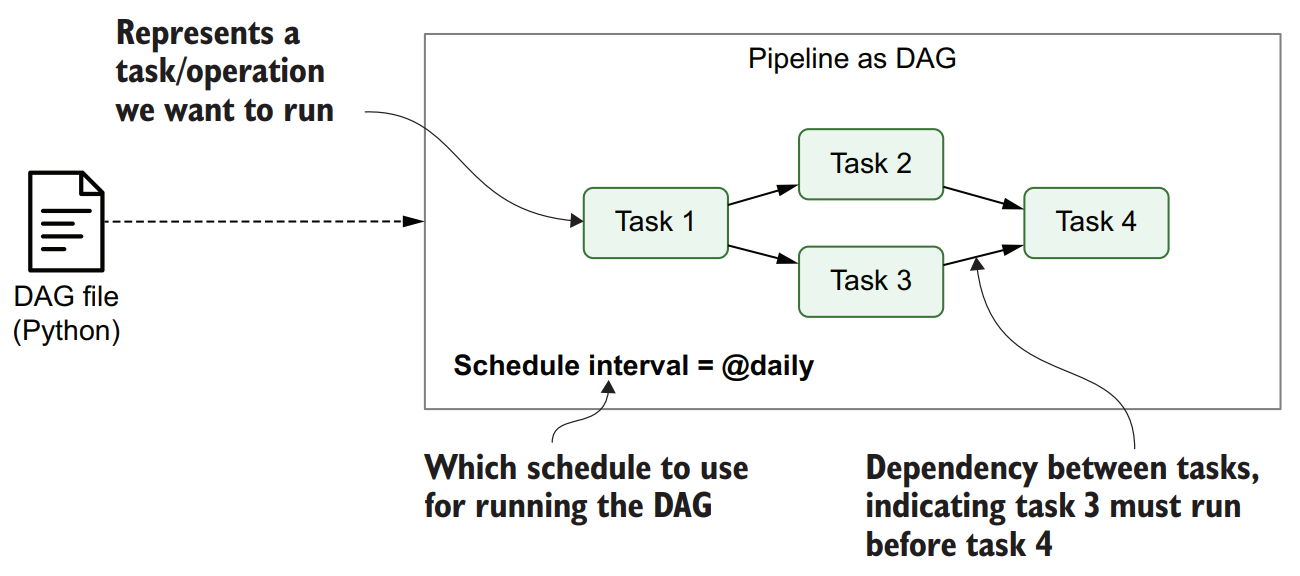 Represents a
task/operation
we want to run
Pipeline as DAG
Task 1
Task 2
Task 3
Task 4
DAG file
(Python)
Schedule interval = @daily
Which schedule to use
for running the DAG
Dependency between tasks,
indicating task 3 must run
before task 4